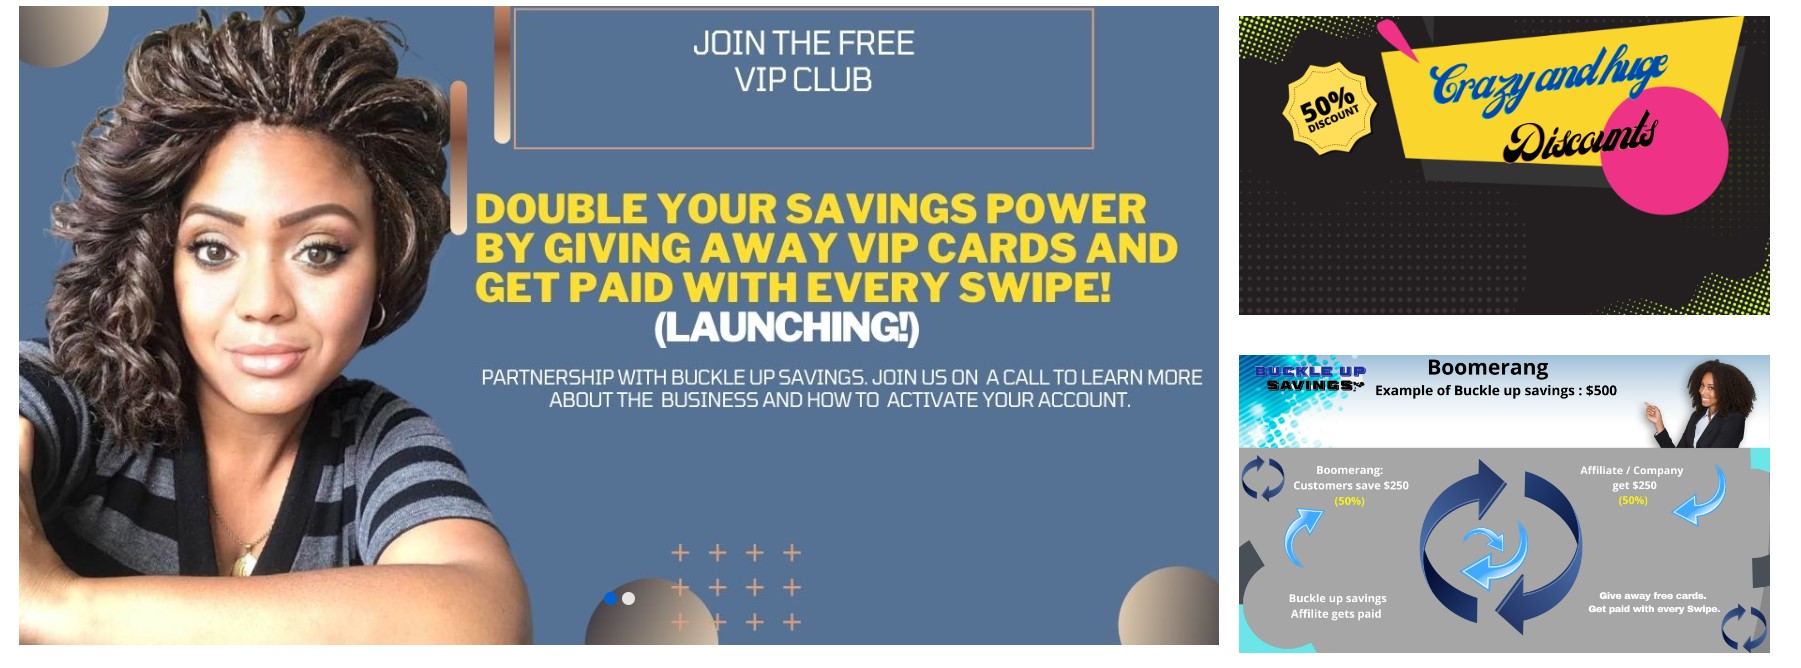 JOIN THE FREE
VIP CLUB
DOUBLE YOUR SAVINGS POWER
BY GIVING AWAY VIP CARDS AND
GET PAID WITH EVERY SWIPE!
(LAUNCHING!)
PARTNERSHIP WITH BUCKLE UP SAVINGS. JOIN US ON A CALL TO LEARN MORE
ABOUT THE BUSINESS AND HOW TO ACTIVATE YOUR ACCOUNT.
50%
DISCOUNT
Crazy and huge
Discounts
BUCKLE UP
SAVINGS
Boomerang
Example of Buckle up savings : $500
Boomerang:
Customers save $250
(50%)
Affiliate / Company
get $250
(50%)
Buckle up savings
Affilite gets paid
Give away free cards.
Get paid with every Swipe.